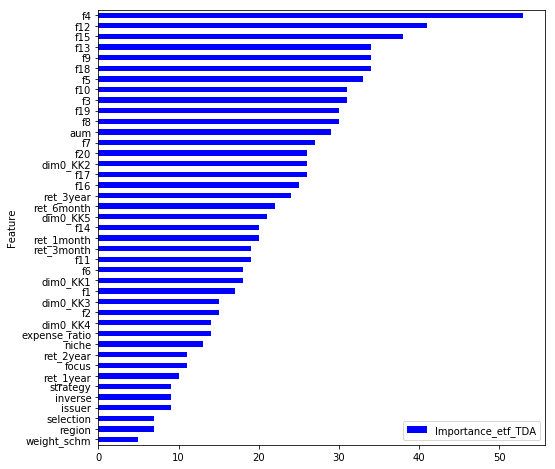 f4
f12
f15
f13
f9
f18
f5
f10
f3
f19
f8
aum
f7
f20
dim0_KK2
f17
f16
ret_3year
ret_6month
dim0_KK5
f14
ret_1month
ret_3month
f11
f6
dim0_KK1
f1
dim0_KK3
f2
dim0_KK4
expense_ratio
niche
ret_2year
focus
ret_1year
strategy
inverse
issuer
selection
region
weight_schm
Feature
Importance_etf_TDA
0 10 20 30 40 50